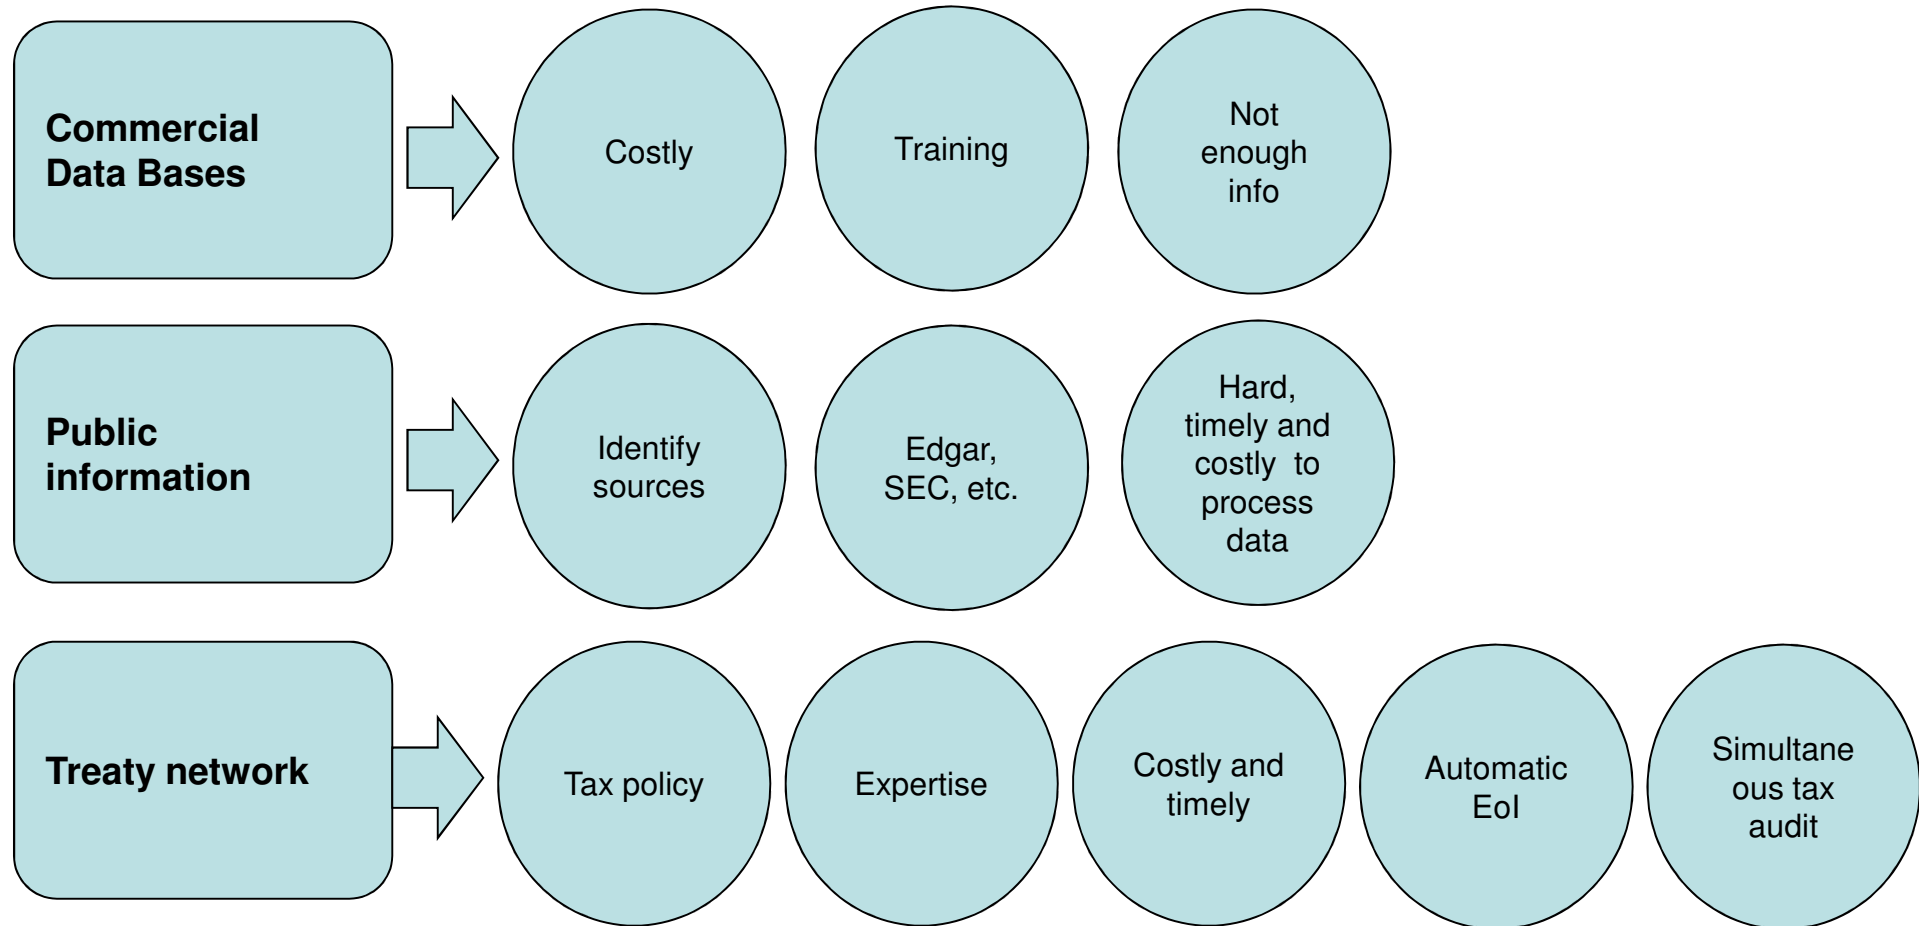 Commercial
Data Bases
Costly
Training
Not
enough
info
Public
information
Identify
sources
Edgar,
SEC, etc.
Hard,
timely and
costly  to
process
data
Treaty network
Tax policy
Expertise
Costly and
timely
Automatic
EoI
Simultane
ous tax
audit